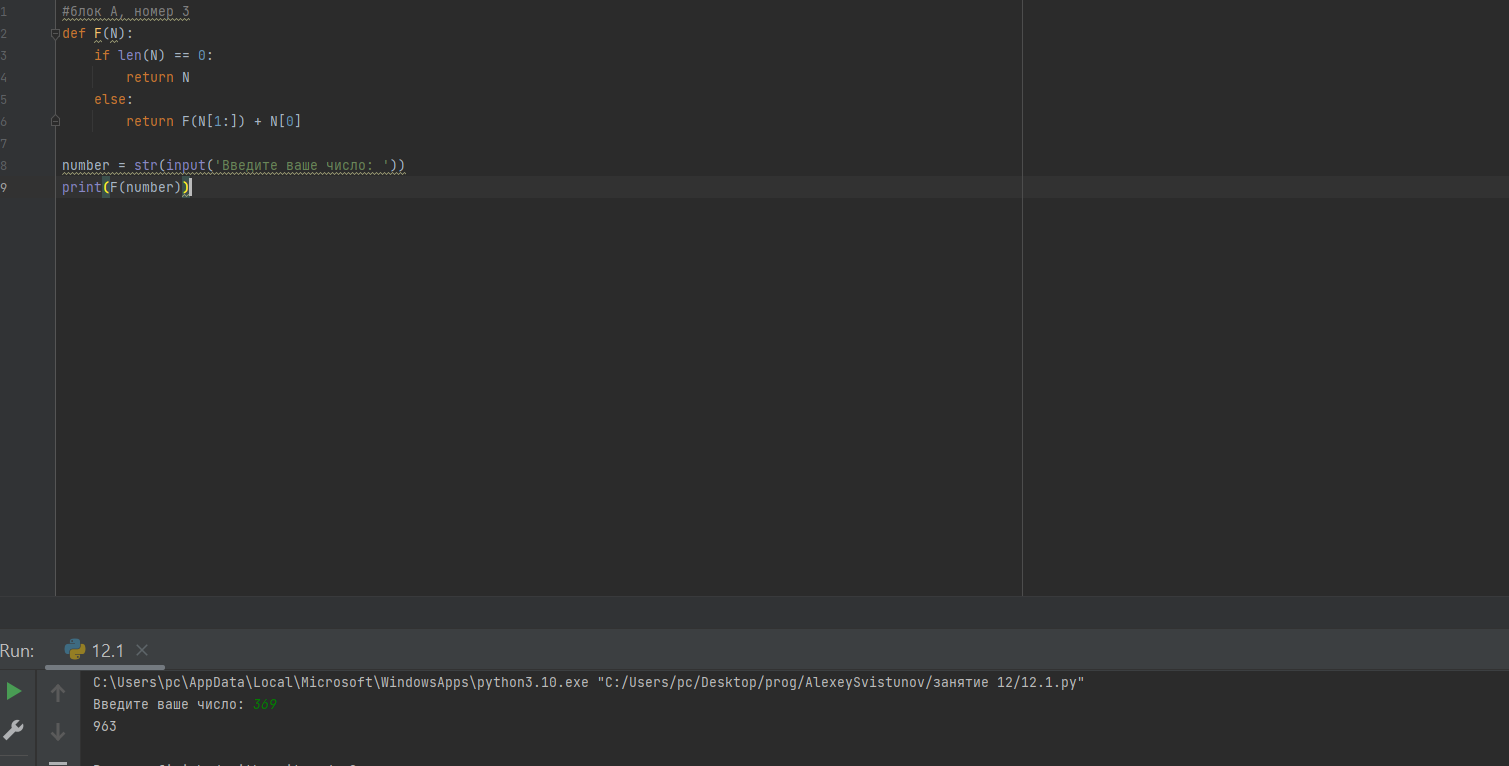 1 #блок А, номер 3
2 def F(N):
3     if len(N) == 0:
4         return N
5     else:
6         return F(N[1:]) + N[0]
7
8 number = str(input('Введите ваше число: '))
9 print(F(number))
Run: 12.1
C:\Users\pc\AppData\Local\Microsoft\WindowsApps\python3.10.exe "C:/Users/pc/Desktop/prog/AlexeySvistunov/занятие 12/12.1.py"
Введите ваше число: 369
963